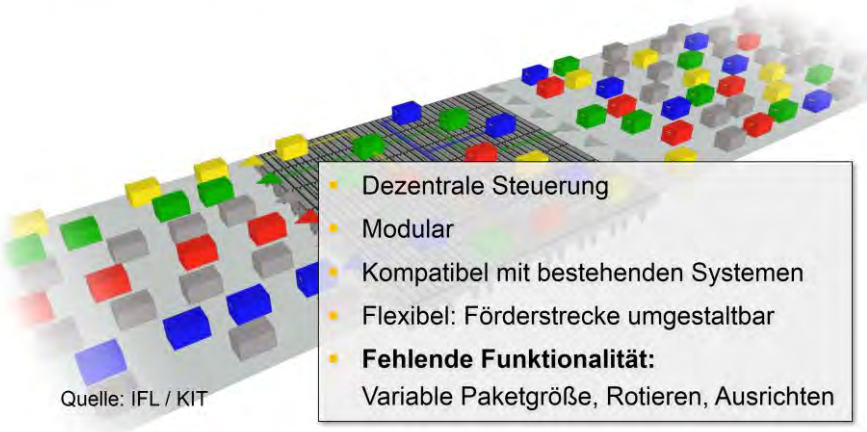 Dezentrale Steuerung
Modular
Kompatibel mit bestehenden Systemen
Flexibel: Förderstrecke umgestaltbar
Fehlende Funktionalität:
Variable Paketgröße, Rotieren, Ausrichten
Quelle: IFL / KIT